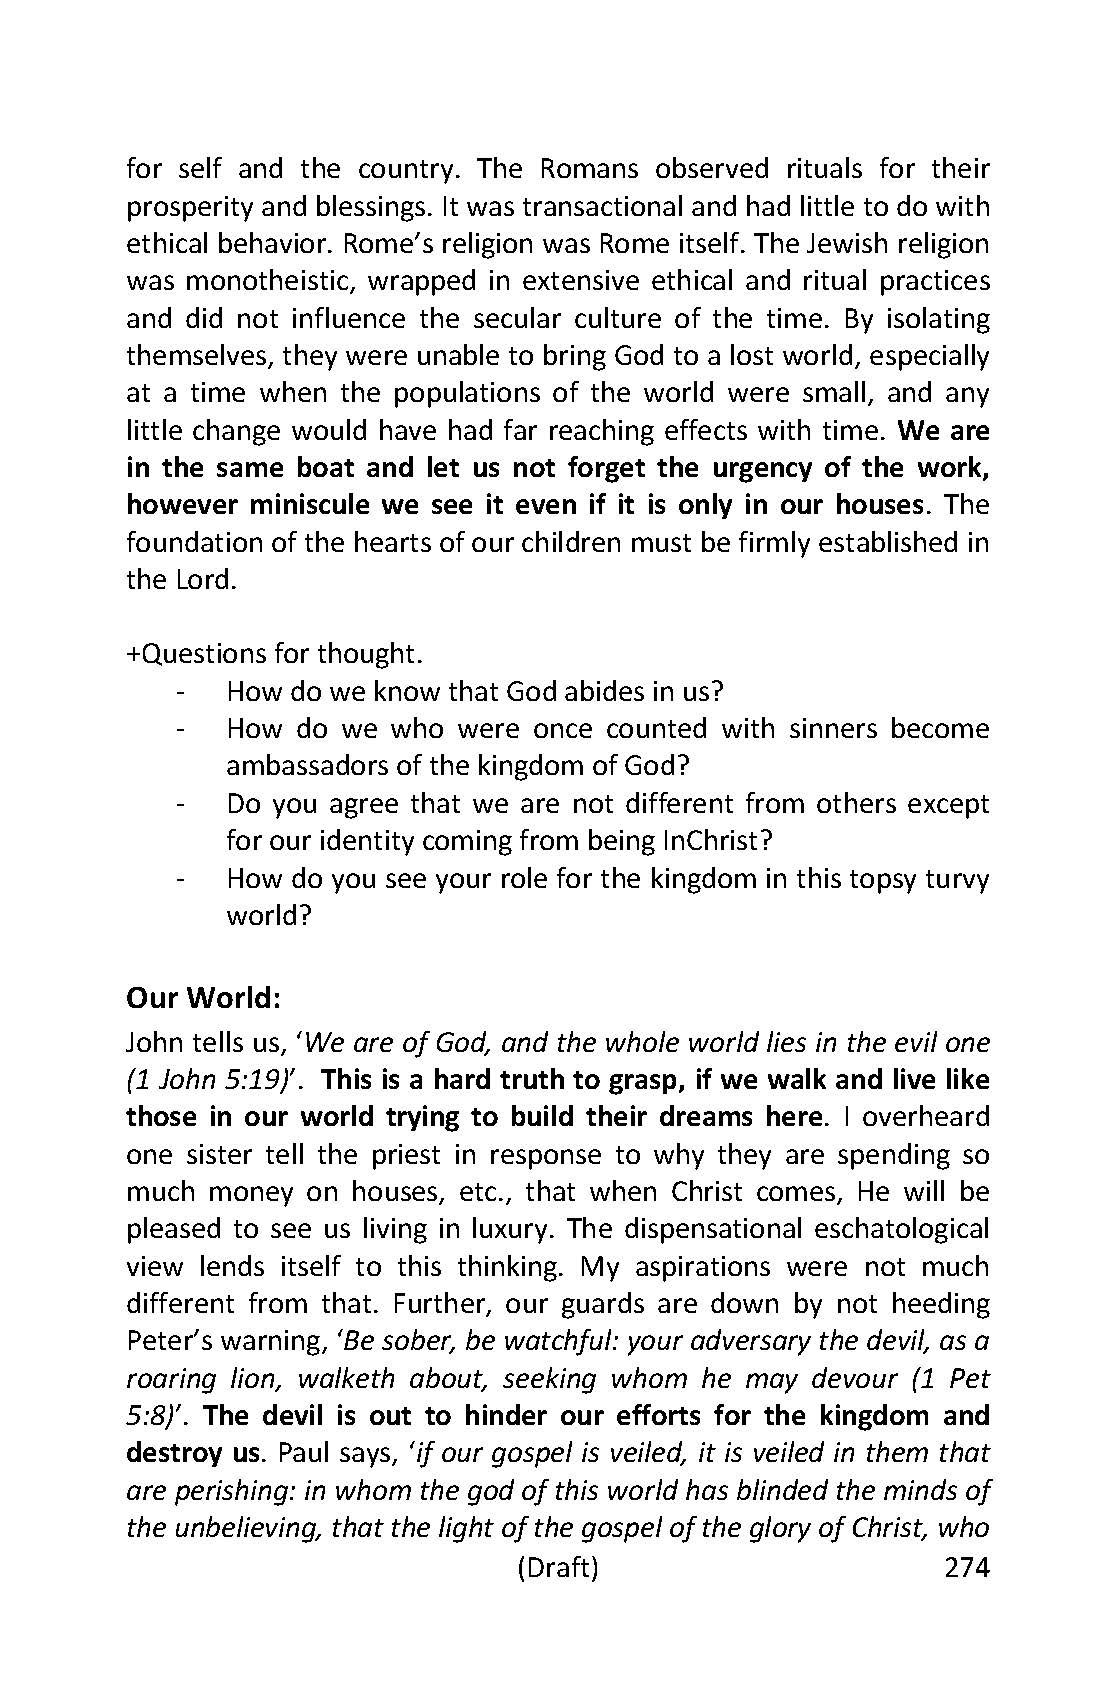 for self and the country. The Romans observed rituals for their
prosperity and blessings. It was transactional and had little to do with
ethical behavior. Rome’s religion was Rome itself. The Jewish religion
was monotheistic, wrapped in extensive ethical and ritual practices
and did not influence the secular culture of the time. By isolating
themselves, they were unable to bring God to a lost world, especially
at a time when the populations of the world were small, and any
little change would have had far reaching effects with time. We are
in the same boat and let us not forget the urgency of the work,
however miniscule we see it even if it is only in our houses. The
foundation of the hearts of our children must be firmly established in
the Lord.
+Questions for thought.
- How do we know that God abides in us?
- How do we who were once counted with sinners become
ambassadors of the kingdom of God?
- Do you agree that we are not different from others except
for our identity coming from being InChrist?
- How do you see your role for the kingdom in this topsy turvy
world?
Our World:
John tells us, ‘We are of God, and the whole world lies in the evil one
(1 John 5:19)’. This is a hard truth to grasp, if we walk and live like
those in our world trying to build their dreams here. I overheard
one sister tell the priest in response to why they are spending so
much money on houses, etc., that when Christ comes, He will be
pleased to see us living in luxury. The dispensational eschatological
view lends itself to this thinking. My aspirations were not much
different from that. Further, our guards are down by not heeding
Peter’s warning, ‘Be sober, be watchful: your adversary the devil, as a
roaring lion, walketh about, seeking whom he may devour (1 Pet
5:8)’. The devil is out to hinder our efforts for the kingdom and
destroy us. Paul says, ‘if our gospel is veiled, it is veiled in them that
are perishing: in whom the god of this world has blinded the minds of
the unbelieving, that the light of the gospel of the glory of Christ, who
(Draft) 274